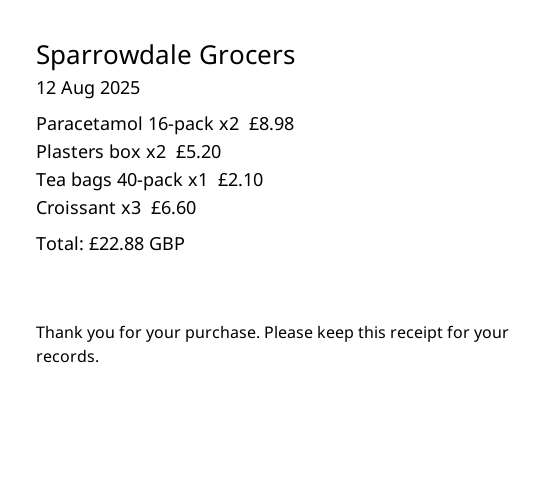 Sparrowdale Grocers
12 Aug 2025
Paracetamol 16-pack x2 £8.98
Plasters box x2 £5.20
Tea bags 40-pack x1 £2.10
Croissant x3 £6.60
Total: £22.88 GBP
Thank you for your purchase. Please keep this receipt for your
records.